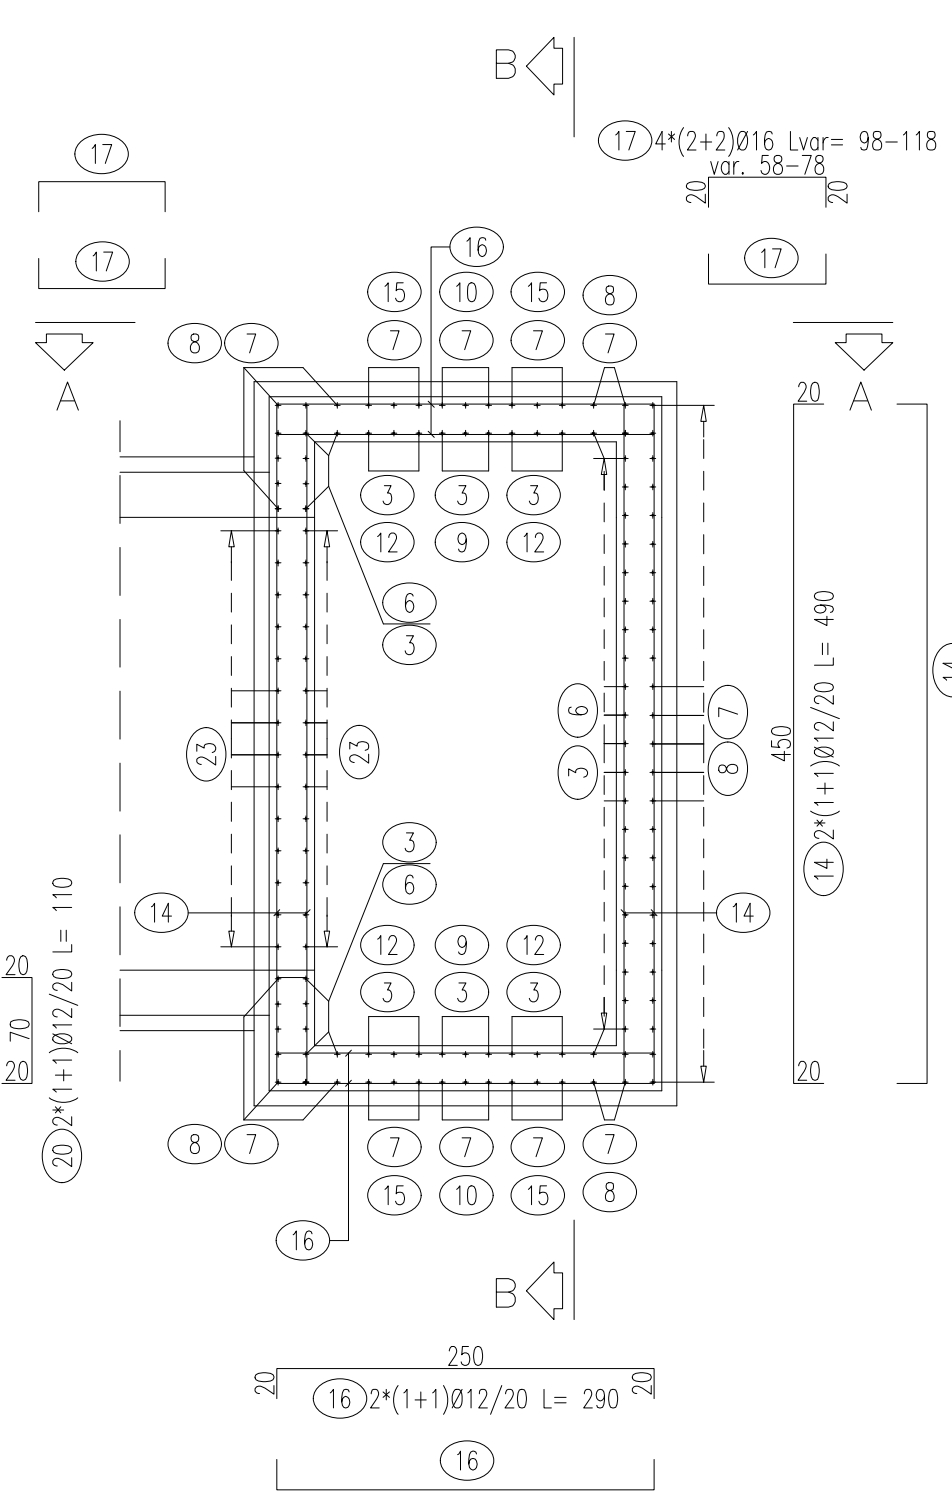 B
17 4*(2+2)Ø16 Lvar= 98-118
var. 58-78
20
20
17
17
17
16
15 10 15 8
7 7 7 7
8 7
A
A
20
3 3 3
12 9 12
6
3
23
23
6
3
7
8
450
14 2*(1+1)Ø12/20 L= 490
14
3
6
14
14
12 9 12
3 3 3
20
70
20
20 2*(1+1)Ø12/20 L= 110
20
8 7
7 7 7 7
15 10 15 8
16
B
250
20
20
16 2*(1+1)Ø12/20 L= 290
16